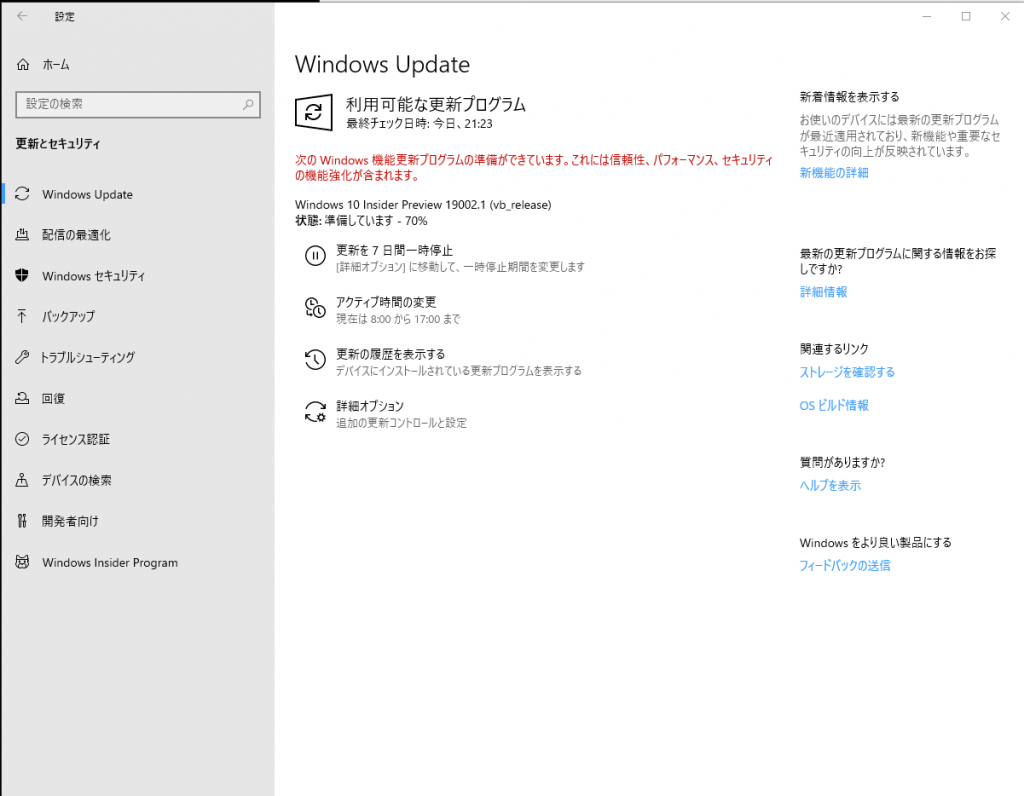 設定
ホーム
設定の検索
更新とセキュリティ
Windows Update
配信の最適化
Windows セキュリティ
バックアップ
トラブルシューティング
回復
ライセンス認証
デバイスの検索
開発者向け
Windows Insider Program
Windows Update
利用可能な更新プログラム
最終チェック日時: 今日、21:23
次の Windows 機能更新プログラムの準備ができています。これには信頼性、パフォーマンス、セキュリティ
の機能強化が含まれます。
Windows 10 Insider Preview 19002.1 (vb_release)
状態: 準備しています - 70%
更新を 7 日間一時停止
[詳細オプション] に移動して、一時停止期間を変更します
アクティブ時間の変更
現在は 8:00 から 17:00 まで
更新の履歴を表示する
デバイスにインストールされている更新プログラムを表示する
詳細オプション
追加の更新コントロールと設定
新着情報を表示する
お使いのデバイスには最新の更新プログラム
が最近適用されており、新機能や重要なセ
キュリティの向上が反映されています。
新機能の詳細
最新の更新プログラムに関する情報をお探
しですか?
詳細情報
関連するリンク
ストレージを確認する
OS ビルド情報
質問がありますか?
ヘルプを表示
Windows をより良い製品にする
フィードバックの送信